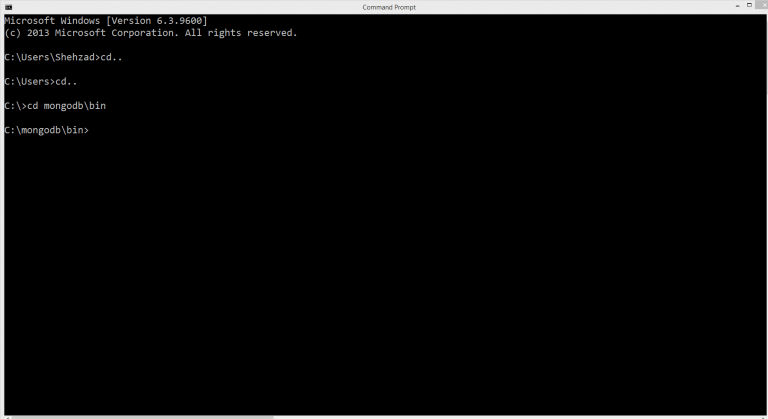 Command Prompt
Microsoft Windows [Version 6.3.9600]
(c) 2013 Microsoft Corporation. All rights reserved.
C:\Users\Shehzad>cd..
C:\Users>cd..
C:\>cd mongodb\bin
C:\mongodb\bin>